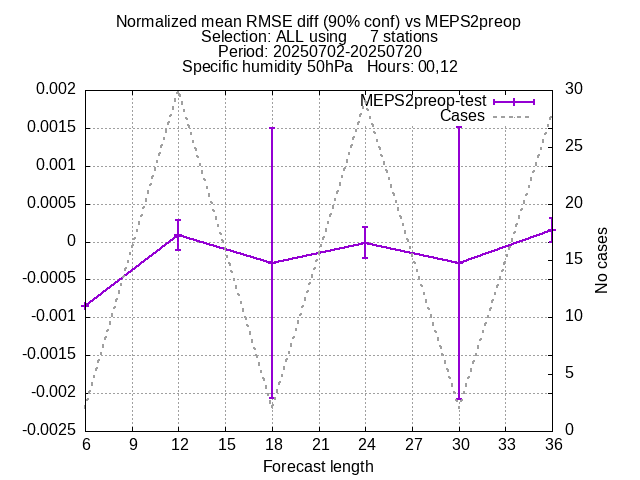 Normalized mean RMSE diff (90% conf) vs MEPS2preop
Selection: ALL using 7 stations
Period: 20250702-20250720
Specific humidity 50hPa Hours: 00,12
MEPS2preop-test
Cases
0.002
0.0015
0.001
0.0005
0
-0.0005
-0.001
-0.0015
-0.002
-0.0025
30
25
20
15
10
5
0
No cases
6 9 12 15 18 21 24 27 30 33 36
Forecast length